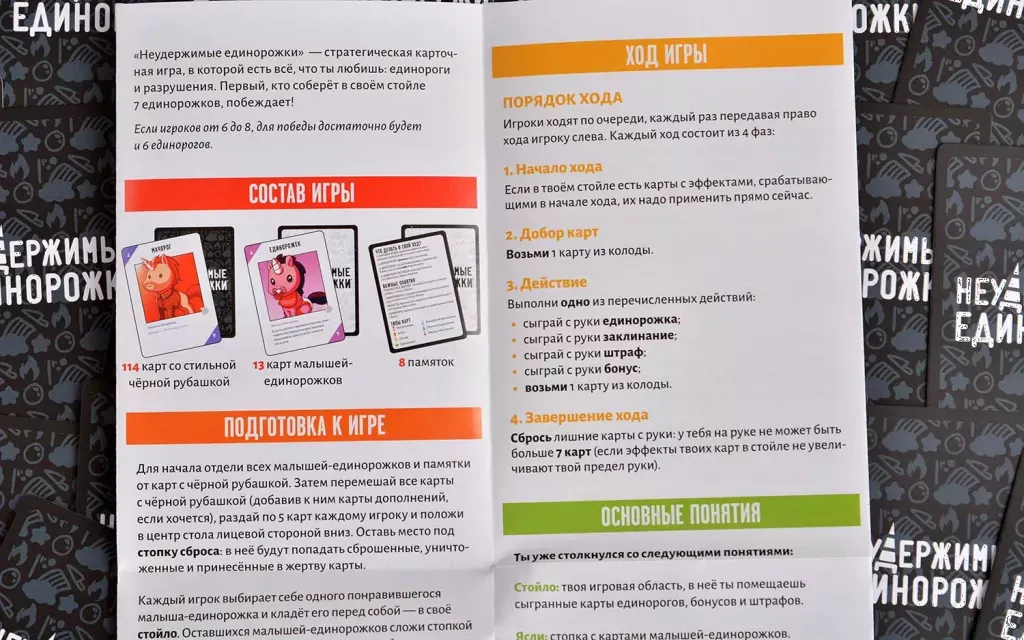 «Неудержимые единорожки» — стратегическая карточ-
ная игра, в которой есть всё, что ты любишь: единороги
и разрушения. Первый, кто соберёт в своём стойле
7 единорожков, побеждает!
Если игроков от 6 до 8, для победы достаточно будет
и 6 единорогов.
СОСТАВ ИГРЫ
МАЧОРОГ
ЕДИНОРОЖЕК
ЧТО ДЕЛАТЬ В СВОЙ ХОД?
ВАЖНЫЕ ПОНЯТИЯ
ТИПЫ КАРТ
114 карт со стильной
чёрной рубашкой
13 карт малышей-
единорожков
8 памяток
ПОДГОТОВКА К ИГРЕ
Для начала отдели всех малышей-единорожков и памятки
от карт с чёрной рубашкой. Затем перемешай все карты
с чёрной рубашкой (добавив к ним карты дополнений,
если хочется), раздай по 5 карт каждому игроку и положи
в центр стола лицевой стороной вниз. Оставь место под
стопку сброса: в неё будут попадать сброшенные, уничто-
женные и принесённые в жертву карты.
Каждый игрок выбирает себе одного понравившегося
малыша-единорожка и кладёт его перед собой — в своё
стойло. Оставшихся малышей-единорожков сложи стопкой
ХОД ИГРЫ
ПОРЯДОК ХОДА
Игроки ходят по очереди, каждый раз передавая право
хода игроку слева. Каждый ход состоит из 4 фаз:
1. Начало хода
Если в твоём стойле есть карты с эффектами, срабатываю-
щими в начале хода, их надо применить прямо сейчас.
2. Добор карт
Возьми 1 карту из колоды.
3. Действие
Выполни одно из перечисленных действий:
• сыграй с руки единорожка;
• сыграй с руки заклинание;
• сыграй с руки штраф;
• сыграй с руки бонус;
• возьми 1 карту из колоды.
4. Завершение хода
Сбрось лишние карты с руки: у тебя на руке не может быть
больше 7 карт (если эффекты твоих карт в стойле не увели-
чивают твой предел руки).
ОСНОВНЫЕ ПОНЯТИЯ
Ты уже столкнулся со следующими понятиями:
Стойло: твоя игровая область, в неё ты помещаешь
сыгранные карты единорогов, бонусов и штрафов.
Ясли: стопка с картами малышей-единорожков.